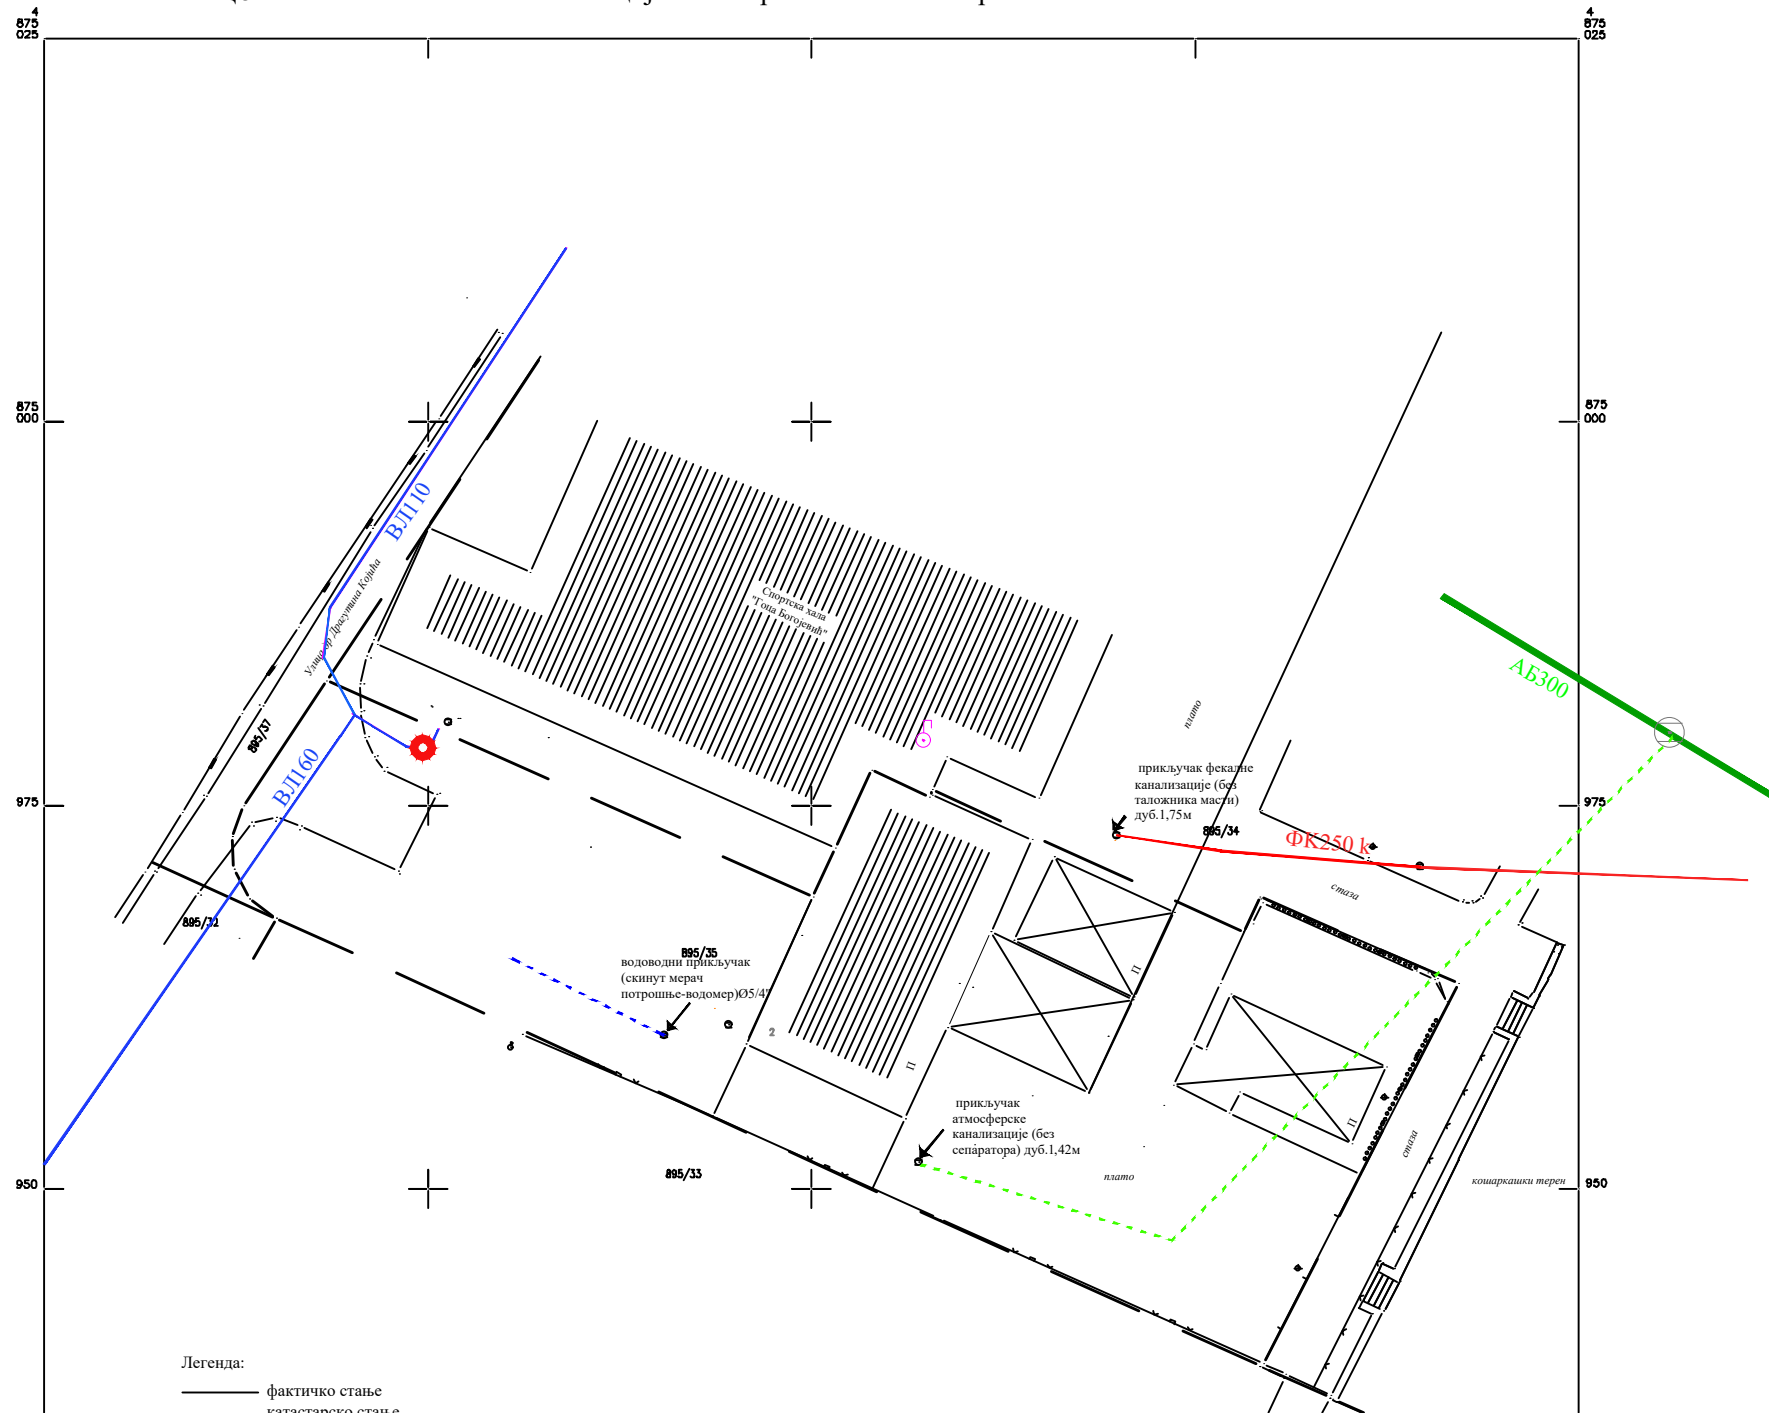 4
875
025
4
875
025
875
000
875
000
ВЛ110
Улица др Драгутина Којића
Спортска хала
"Гоца Богојевић"
АБ300
плато
895/37
ВЛ160
прикључак фекалне
канализације (без
таложника масти)
дуб.1,75м
975
975
895/34
ФК250 k
стаза
895/32
895/35
водоводни прикључак
(скинут мерач
потрошње-водомер)Ø5/4"
2
П
П
П
прикључак
атмосферске
канализације (без
сепаратора) дуб.1,42м
стаза
950
895/33
плато
кошаркашки терен
950
Легенда:
фактичко стање
катастарско стање